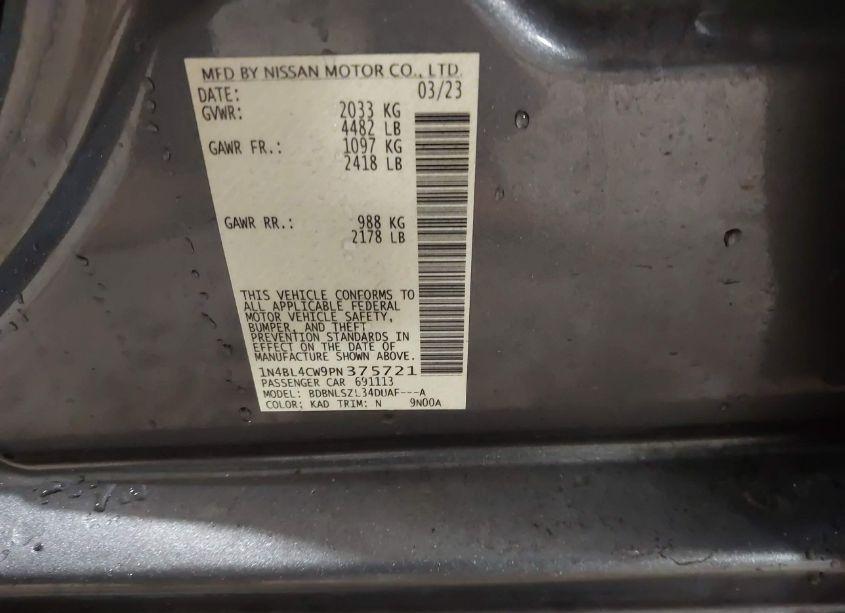 MFD BY NISSAN MOTOR CO., LTD.
DATE: 03/23
GVWR: 2033 KG
4482 LB
GAWR FR.: 1097 KG
2418 LB
GAWR RR.: 988 KG
2178 LB
THIS VEHICLE CONFORMS TO
ALL APPLICABLE FEDERAL
MOTOR VEHICLE SAFETY,
BUMPER, AND THEFT
PREVENTION STANDARDS IN
EFFECT ON THE DATE OF
MANUFACTURE SHOWN ABOVE.
1N4BL4CW9PN375721
PASSENGER CAR 691113
MODEL: BDBNLSZL34DUAF---A
COLOR; KAD TRIM: N 9N00A